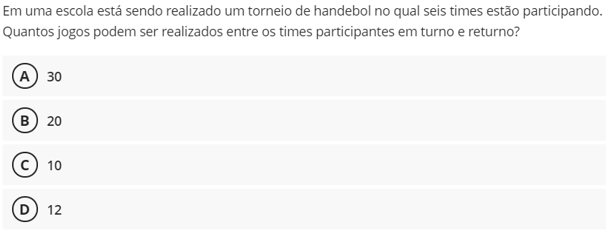 Em uma escola está sendo realizado um torneio de handebol no qual seis times estão participando.
Quantos jogos podem ser realizados entre os times participantes em turno e returno?
A 30
B 20
C 10
D 12